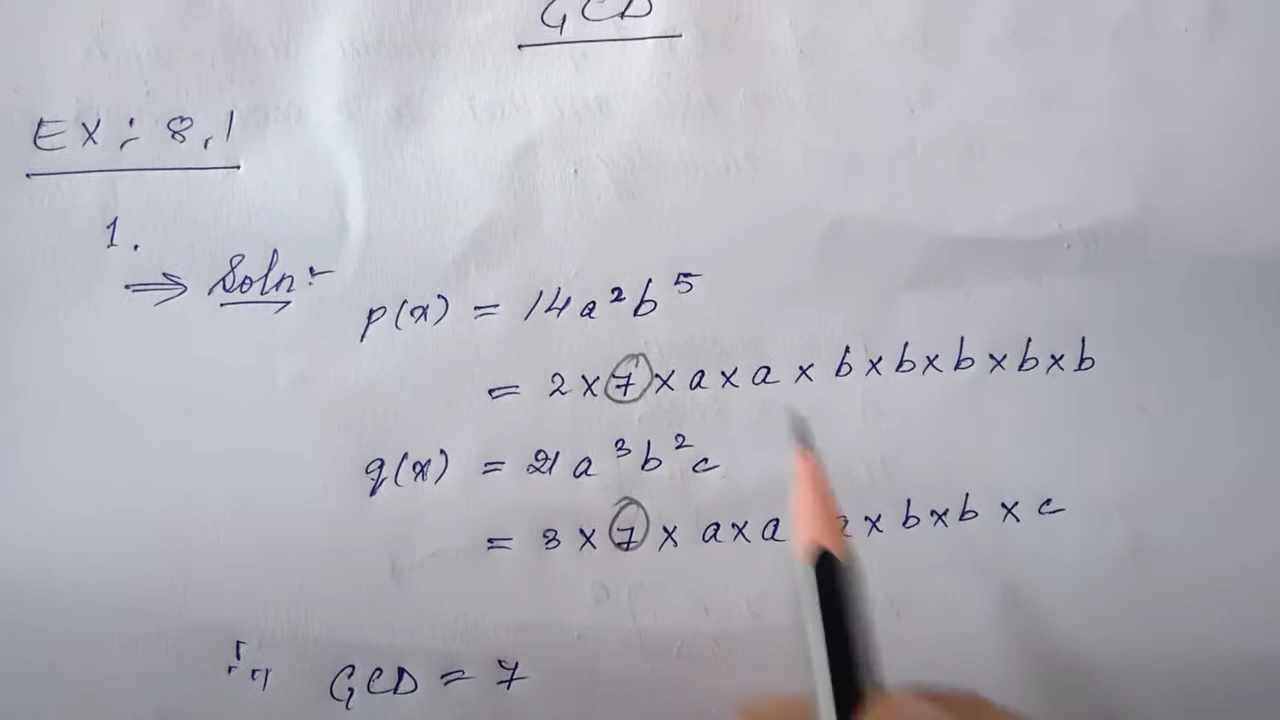 GCD
EX:- 8.1
1.
⇒ Soln:-
p(x) = 14a²b⁵
= 2 × 7 × a × a × b × b × b × b × b
q(x) = 21a³b²c
= 3 × 7 × a × a × b × b × c
∴ GCD = 7